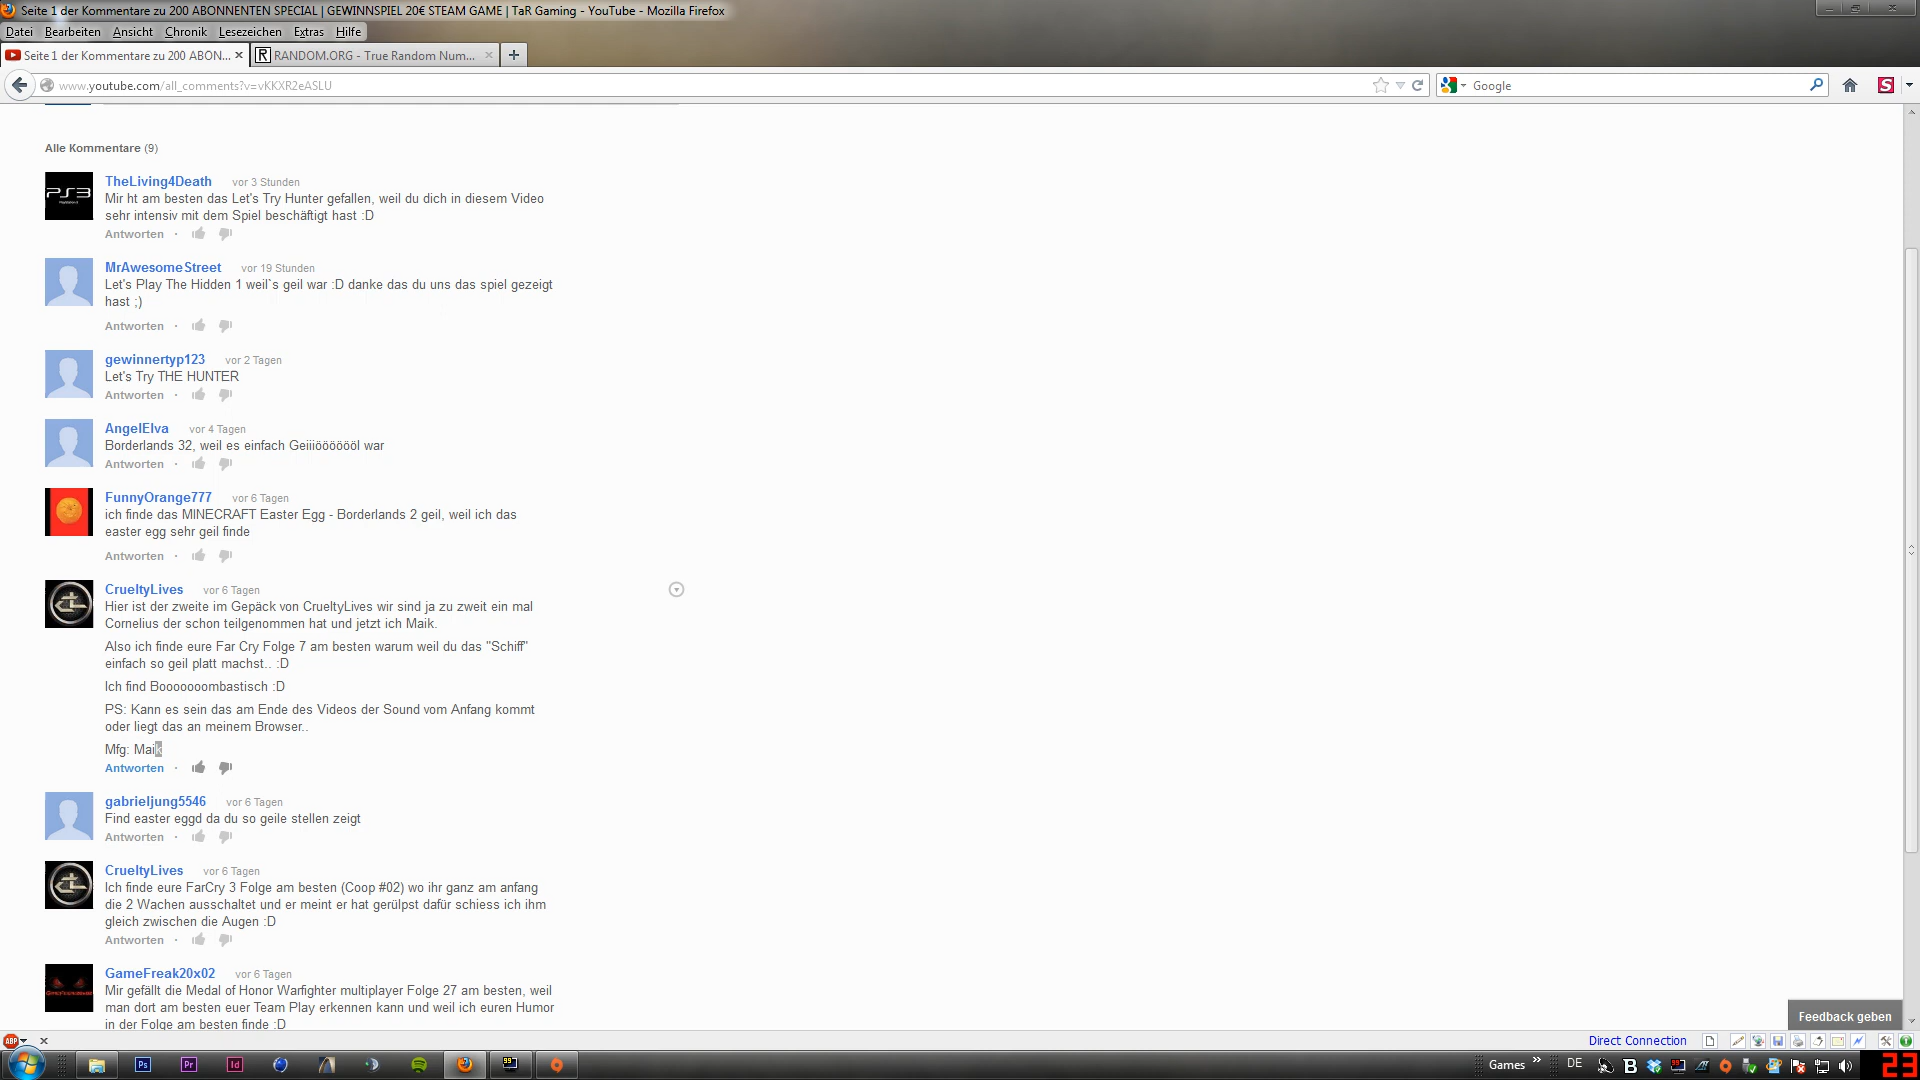 Seite 1 der Kommentare zu 200 ABONNENTEN SPECIAL | GEWINNSPIEL 20€ STEAM GAME | TaR Gaming - YouTube - Mozilla Firefox
Datei Bearbeiten Ansicht Chronik Lesezeichen Extras Hilfe
Seite 1 der Kommentare zu 200 ABON... RANDOM.ORG - True Random Num...
www.youtube.com/all_comments?v=vKKXR2eASLU Google
Alle Kommentare (9)
TheLiving4Death vor 3 Stunden
Mir ht am besten das Let's Try Hunter gefallen, weil du dich in diesem Video
sehr intensiv mit dem Spiel beschäftigt hast :D
Antworten ·
MrAwesomeStreet vor 19 Stunden
Let's Play The Hidden 1 weil`s geil war :D danke das du uns das spiel gezeigt
hast ;)
Antworten ·
gewinnertyp123 vor 2 Tagen
Let's Try THE HUNTER
Antworten ·
AngelElva vor 4 Tagen
Borderlands 32, weil es einfach Geiiiööööööl war
Antworten ·
FunnyOrange777 vor 6 Tagen
ich finde das MINECRAFT Easter Egg - Borderlands 2 geil, weil ich das
easter egg sehr geil finde
Antworten ·
CrueltyLives vor 6 Tagen
Hier ist der zweite im Gepäck von CrueltyLives wir sind ja zu zweit ein mal
Cornelius der schon teilgenommen hat und jetzt ich Maik.
Also ich finde eure Far Cry Folge 7 am besten warum weil du das "Schiff"
einfach so geil platt machst.. :D
Ich find Booooooombastisch :D
PS: Kann es sein das am Ende des Videos der Sound vom Anfang kommt
oder liegt das an meinem Browser..
Mfg: Maik
Antworten ·
gabrieljung5546 vor 6 Tagen
Find easter eggd da du so geile stellen zeigt
Antworten ·
CrueltyLives vor 6 Tagen
Ich finde eure FarCry 3 Folge am besten (Coop #02) wo ihr ganz am anfang
die 2 Wachen ausschaltet und er meint er hat gerülpst dafür schiess ich ihm
gleich zwischen die Augen :D
Antworten ·
GameFreak20x02 vor 6 Tagen
Mir gefällt die Medal of Honor Warfighter multiplayer Folge 27 am besten, weil
man dort am besten euer Team Play erkennen kann und weil ich euren Humor
in der Folge am besten finde :D
Feedback geben
ABP Direct Connection
Ps Pr Id 99 Games DE B 23
PS3